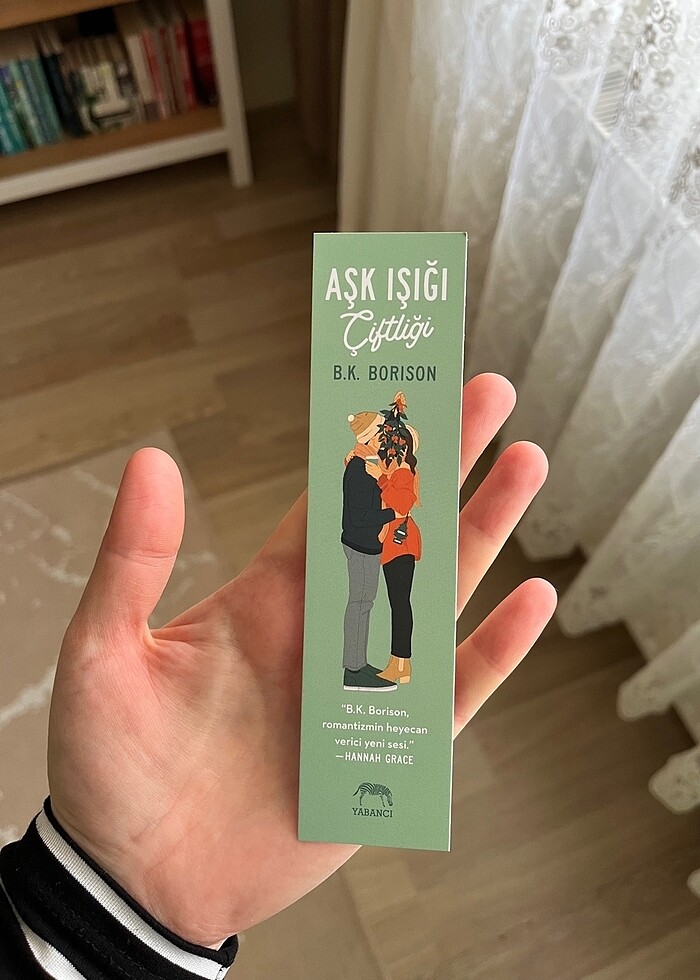 AŞK IŞIĞI
Çiftliği
B.K. BORISON
"B.K. Borison,
romantizmin heyecan
verici yeni sesi."
—HANNAH GRACE
YABANCI